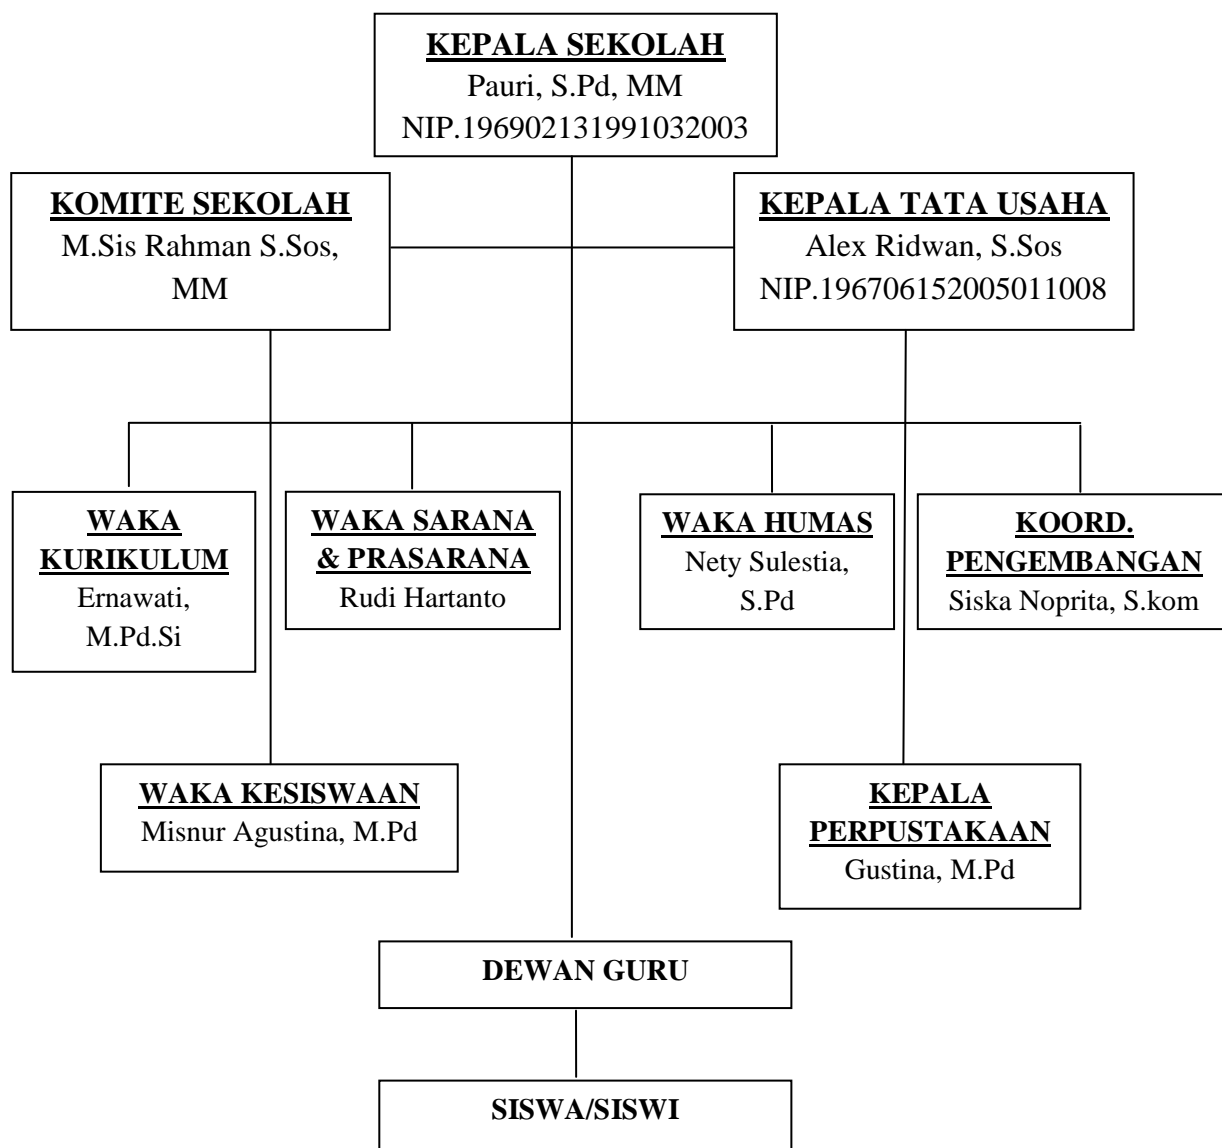 KEPALA SEKOLAH
Pauri, S.Pd, MM
NIP.196902131991032003
KOMITE SEKOLAH
M.Sis Rahman S.Sos,
MM
KEPALA TATA USAHA
Alex Ridwan, S.Sos
NIP.196706152005011008
WAKA
KURIKULUM
Ernawati,
M.Pd.Si
WAKA SARANA
& PRASARANA
Rudi Hartanto
WAKA HUMAS
Nety Sulestia,
S.Pd
KOORD.
PENGEMBANGAN
Siska Noprita, S.kom
WAKA KESISWAAN
Misnur Agustina, M.Pd
KEPALA
PERPUSTAKAAN
Gustina, M.Pd
DEWAN GURU
SISWA/SISWI